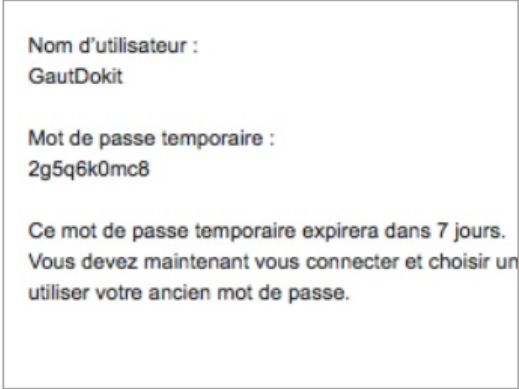 Nom d'utilisateur :
GautDokit
Mot de passe temporaire :
2g5q6k0mc8
Ce mot de passe temporaire expirera dans 7 jours.
Vous devez maintenant vous connecter et choisir un
utiliser votre ancien mot de passe.